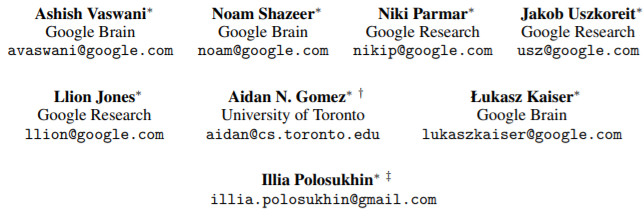 Ashish Vaswani* Noam Shazeer* Niki Parmar* Jakob Uszkoreit*
Google Brain Google Brain Google Research Google Research
avaswani@google.com noam@google.com nikip@google.com usz@google.com
Llion Jones* Aidan N. Gomez* † Łukasz Kaiser*
Google Research University of Toronto Google Brain
llion@google.com aidan@cs.toronto.edu lukaszkaiser@google.com
Illia Polosukhin* ‡
illia.polosukhin@gmail.com